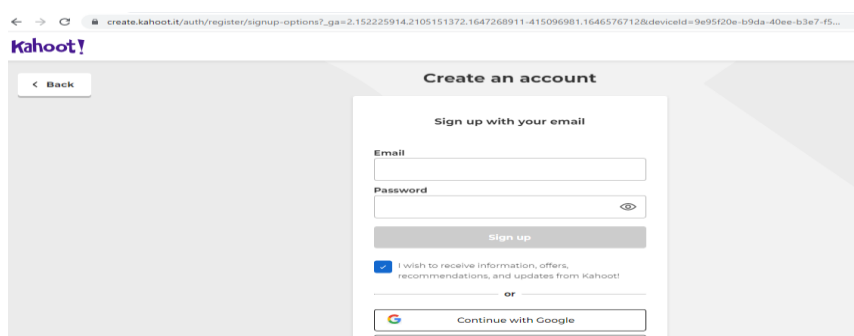 create.kahoot.it/auth/register/signup-options?_ga=2.152225914.2105151372.1647268911-415096981.1646576712&deviceId=9e95f20e-b9da-40ee-b3e7-f5...
Kahoot!
< Back
Create an account
Sign up with your email
Email
Password
Sign up
I wish to receive information, offers,
recommendations, and updates from Kahoot!
or
Continue with Google